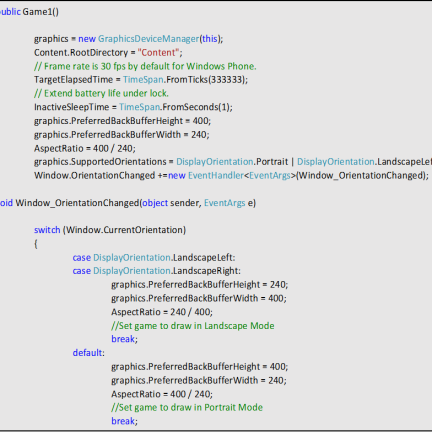 ublic Game1()
graphics = new GraphicsDeviceManager(this);
Content.RootDirectory = "Content";
// Frame rate is 30 fps by default for Windows Phone.
TargetElapsedTime = TimeSpan.FromTicks(333333);
// Extend battery life under lock.
InactiveSleepTime = TimeSpan.FromSeconds(1);
graphics.PreferredBackBufferHeight = 400;
graphics.PreferredBackBufferWidth = 240;
AspectRatio = 400 / 240;
graphics.SupportedOrientations = DisplayOrientation.Portrait | DisplayOrientation.LandscapeLef
Window.OrientationChanged +=new EventHandler<EventArgs>(Window_OrientationChanged);
oid Window_OrientationChanged(object sender, EventArgs e)
switch (Window.CurrentOrientation)
{
case DisplayOrientation.LandscapeLeft:
case DisplayOrientation.LandscapeRight:
graphics.PreferredBackBufferHeight = 240;
graphics.PreferredBackBufferWidth = 400;
AspectRatio = 240 / 400;
//Set game to draw in Landscape Mode
break;
default:
graphics.PreferredBackBufferHeight = 400;
graphics.PreferredBackBufferWidth = 240;
AspectRatio = 400 / 240;
//Set game to draw in Portrait Mode
break;